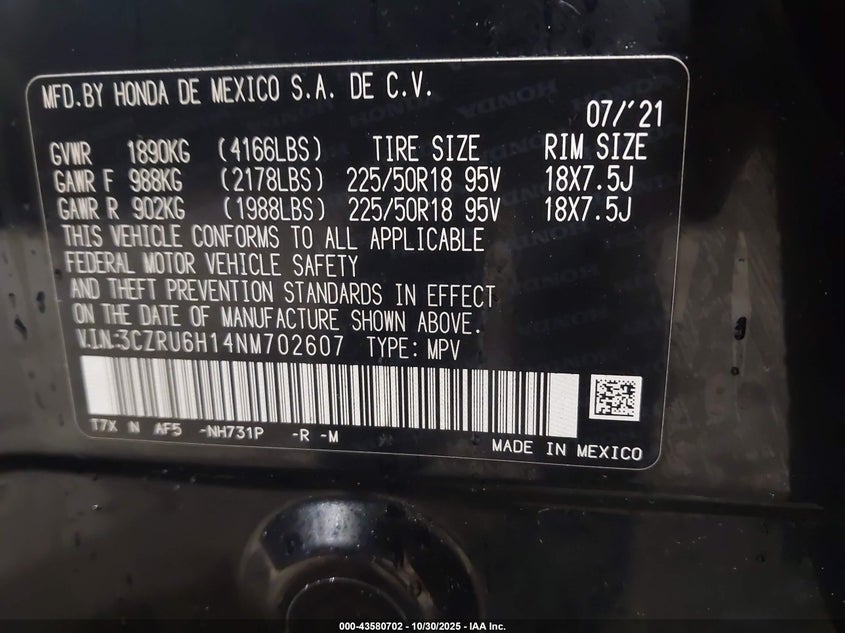 MFD.BY HONDA DE MEXICO S.A. DE C.V.
07/'21
GVWR 1890KG (4166LBS) TIRE SIZE RIM SIZE
GAWR F 988KG (2178LBS) 225/50R18 95V 18X7.5J
GAWR R 902KG (1988LBS) 225/50R18 95V 18X7.5J
THIS VEHICLE CONFORMS TO ALL APPLICABLE
FEDERAL MOTOR VEHICLE SAFETY
AND THEFT PREVENTION STANDARDS IN EFFECT
ON THE DATE OF MANUFACTURE SHOWN ABOVE.
V.I.N:3CZRU6H14NM702607 TYPE: MPV
T7X N AF5 -NH731P -R -M
MADE IN MEXICO
000-43580702 - 10/30/2025 - IAA Inc.